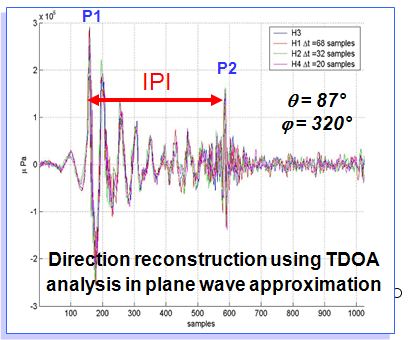 P1
3 x 10^5
H3
H1 Δt =68 samples
H2 Δt =32 samples
H4 Δt =20 samples
P2
IPI
θ = 87°
φ = 320°
2
1
0
-1
-2
-3
μ Pa
Direction reconstruction using TDOA
analysis in plane wave approximation
100 200 300 400 500 600 700 800 900 1000
samples